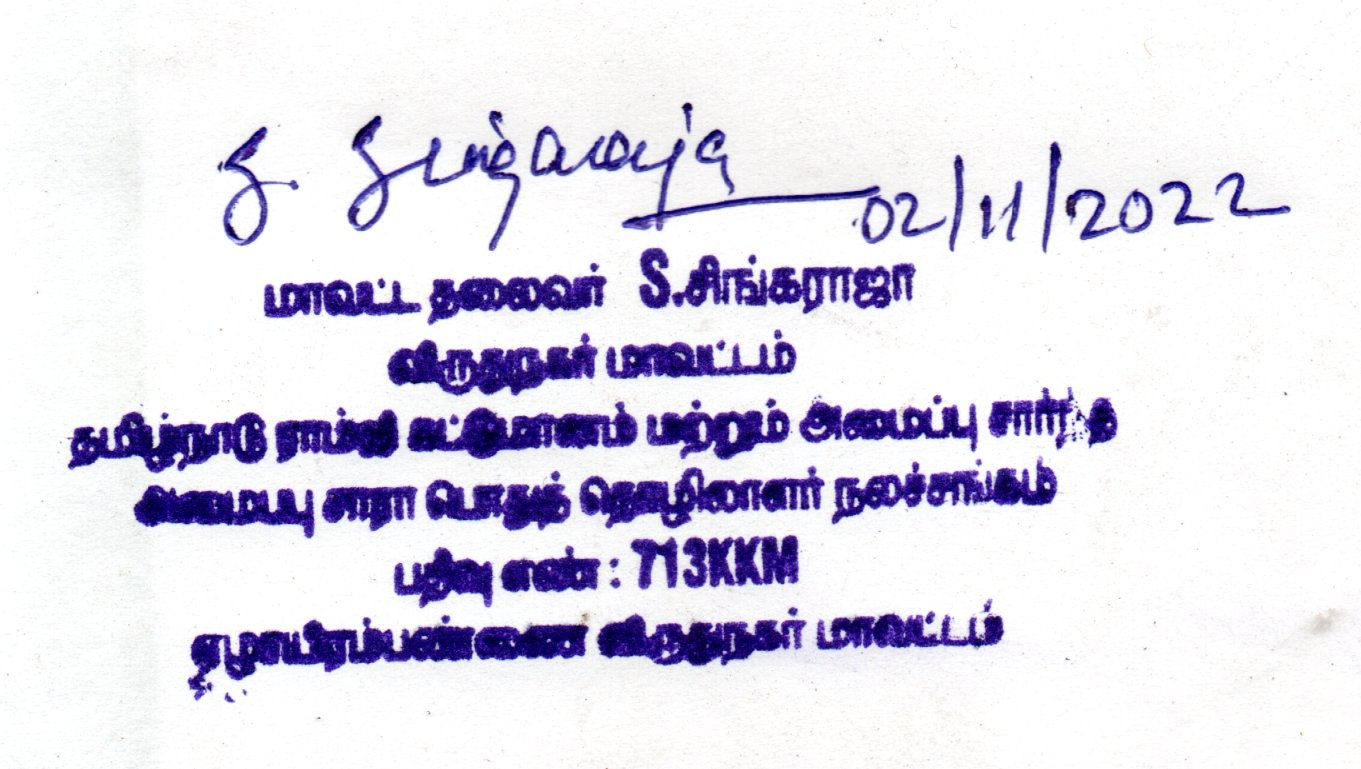 S. Singaraja 02/11/2022
மாவட்ட தலைவர் S.சிங்கராஜா
விருதுநகர் மாவட்டம்
தமிழ்நாடு ராம்ஜி கட்டுமானம் மற்றும் அமைப்பு சார்ந்த
அமைப்பு சாரா பொதுத் தொழிலாளர் நலச்சங்கம்
பதிவு எண் : 713KKM
ஏழாயிரம்பண்ணை விருதுநகர் மாவட்டம்